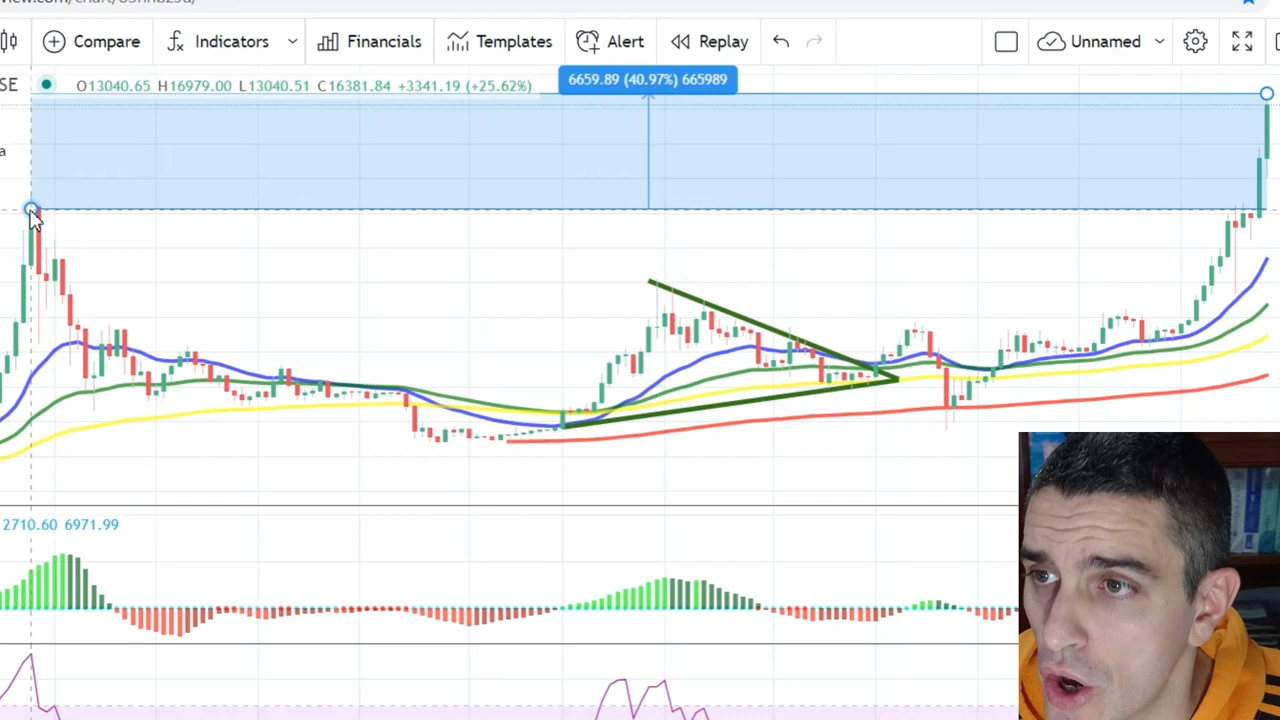 Compare
Indicators
Financials
Templates
Alert
Replay
Unnamed
SE
O13040.65 H16979.00 L13040.51 C16381.84 +3341.19 (+25.62%)
6659.89 (40.97%) 665989
a
2710.60 6971.99